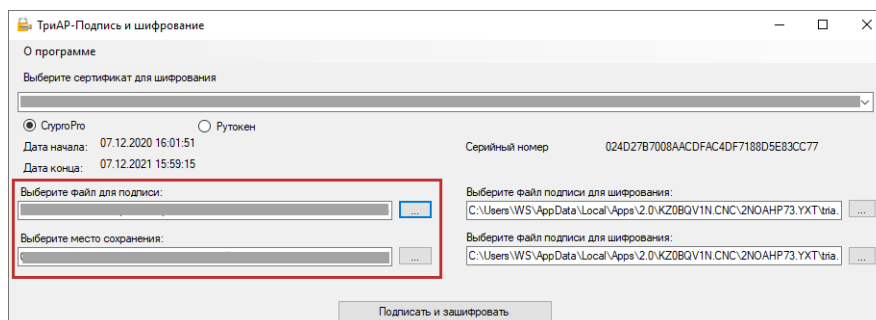 ТриАР-Подпись и шифрование
О программе
Выберите сертификат для шифрования
CryproPro
Рутокен
Дата начала: 07.12.2020 16:01:51
Серийный номер 024D27B7008AACDFAC4DF7188D5E83CC77
Дата конца: 07.12.2021 15:59:15
Выберите файл для подписи:
...
Выберите файл подписи для шифрования:
C:\Users\WS\AppData\Local\Apps\2.0\KZ0BQV1N.CNC\2NOAHP73.YXT\tria.
...
Выберите место сохранения:
...
Выберите файл подписи для шифрования:
C:\Users\WS\AppData\Local\Apps\2.0\KZ0BQV1N.CNC\2NOAHP73.YXT\tria.
...
Подписать и зашифровать